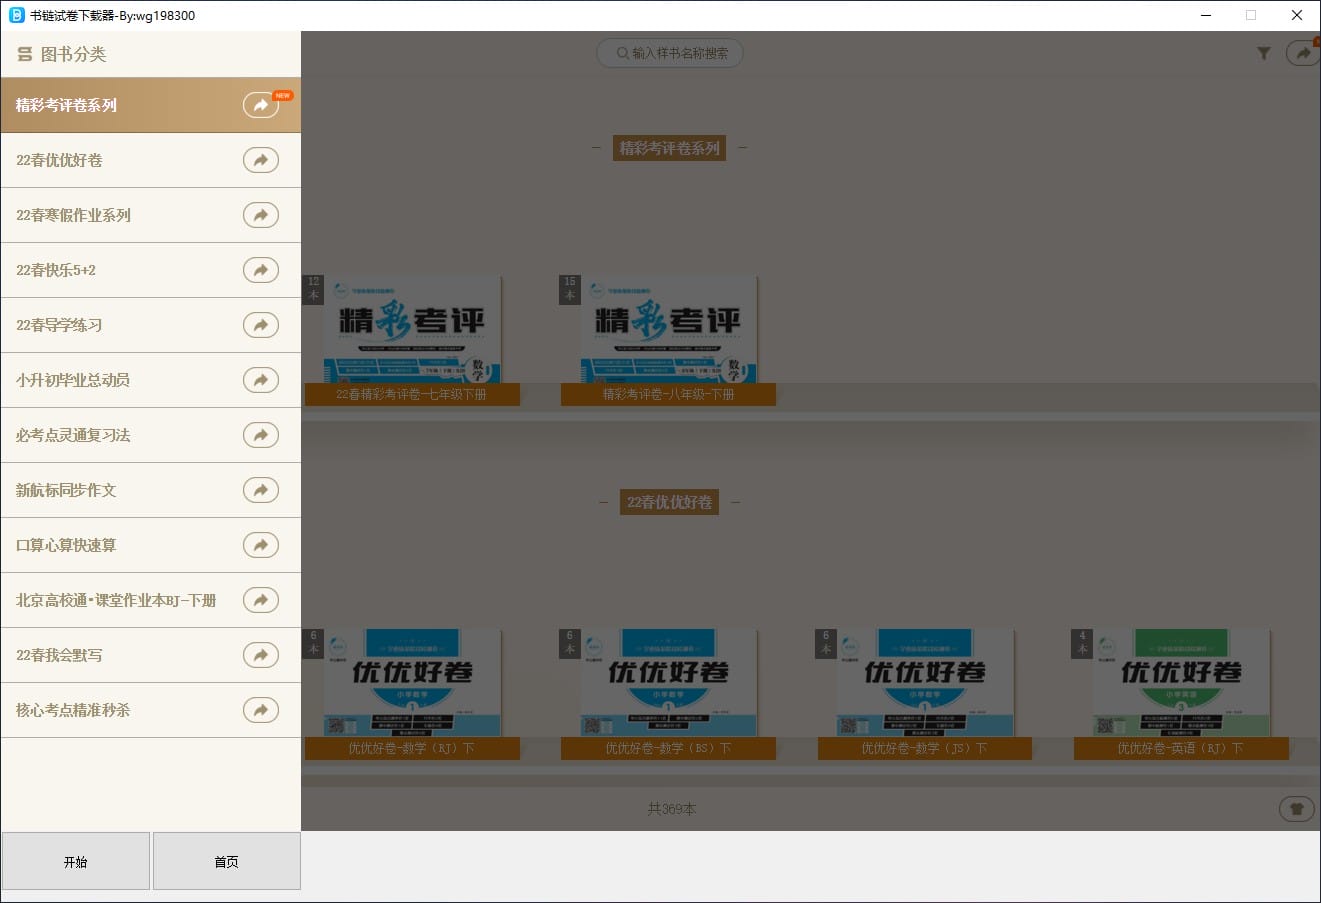 书链试卷下载器-By:wg198300
图书分类
输入样书名称搜索
精彩考评卷系列
NEW
22春优优好卷
22春寒假作业系列
22春快乐5+2
22春导学练习
小升初毕业总动员
必考点灵通复习法
新航标同步作文
口算心算快速算
北京高校通•课堂作业本BJ-下册
22春我会默写
核心考点精准秒杀
开始
首页
精彩考评卷系列
12
本
精彩考评
数学
22春精彩考评卷-七年级下册
15
本
精彩考评
数学
精彩考评卷-八年级-下册
22春优优好卷
6
本
优优好卷
小学数学
1
优优好卷-数学（RJ）下
6
本
优优好卷
小学数学
1
优优好卷-数学（BS）下
6
本
优优好卷
小学数学
1
优优好卷-数学（JS）下
4
本
优优好卷
小学英语
3
优优好卷-英语（RJ）下
共369本